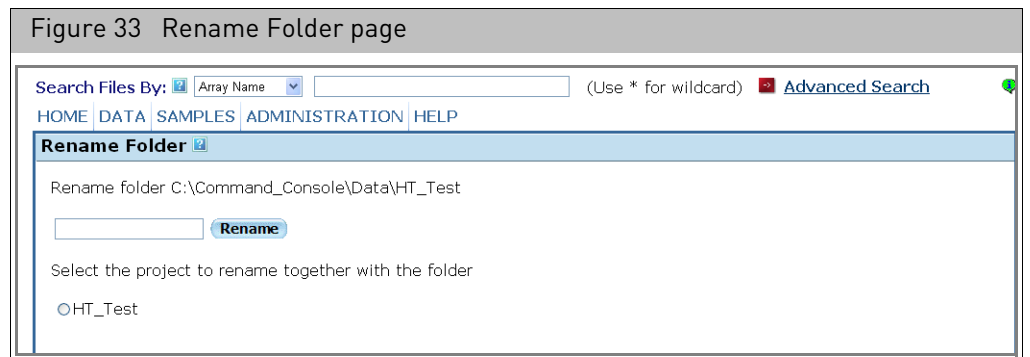 Figure 33 Rename Folder page
Search Files By: ? Array Name (Use * for wildcard) Advanced Search
HOME DATA SAMPLES ADMINISTRATION HELP
Rename Folder ?
Rename folder C:\Command_Console\Data\HT_Test
Rename
Select the project to rename together with the folder
HT_Test